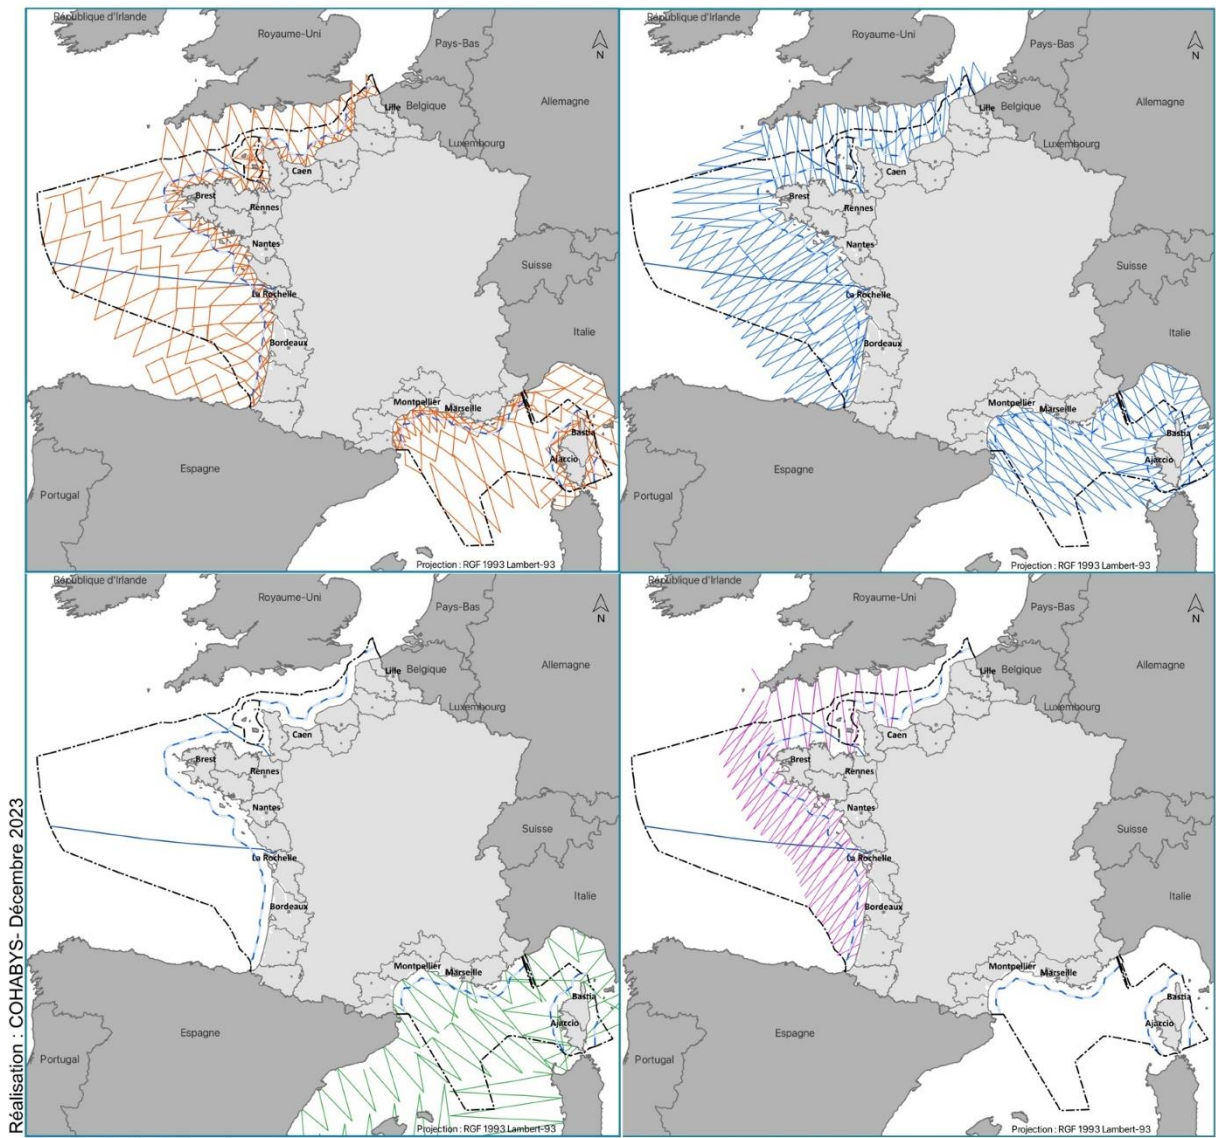 République d'Irlande
Royaume-Uni
Pays-Bas
N
Allemagne
Lille
Belgique
Luxembourg
Caen
Brest
Rennes
Nantes
Suisse
La Rochelle
Italie
Bordeaux
Montpellier
Marseille
Bastia
Ajaccio
Espagne
Portugal
Projection : RGF 1993 Lambert-93
République d'Irlande
Royaume-Uni
Pays-Bas
N
Allemagne
Lille
Belgique
Luxembourg
Caen
Brest
Rennes
Nantes
Suisse
La Rochelle
Italie
Bordeaux
Montpellier
Marseille
Bastia
Ajaccio
Espagne
Portugal
Projection : RGF 1993 Lambert-93
République d'Irlande
Royaume-Uni
Pays-Bas
N
Allemagne
Lille
Belgique
Luxembourg
Caen
Brest
Rennes
Nantes
Suisse
La Rochelle
Italie
Bordeaux
Montpellier
Marseille
Bastia
Ajaccio
Espagne
Portugal
Projection : RGF 1993 Lambert-93
République d'Irlande
Royaume-Uni
Pays-Bas
N
Allemagne
Lille
Belgique
Luxembourg
Caen
Brest
Rennes
Nantes
Suisse
La Rochelle
Italie
Bordeaux
Montpellier
Marseille
Bastia
Ajaccio
Espagne
Portugal
Projection : RGF 1993 Lambert-93
Réalisation : COHABYS- Décembre 2023